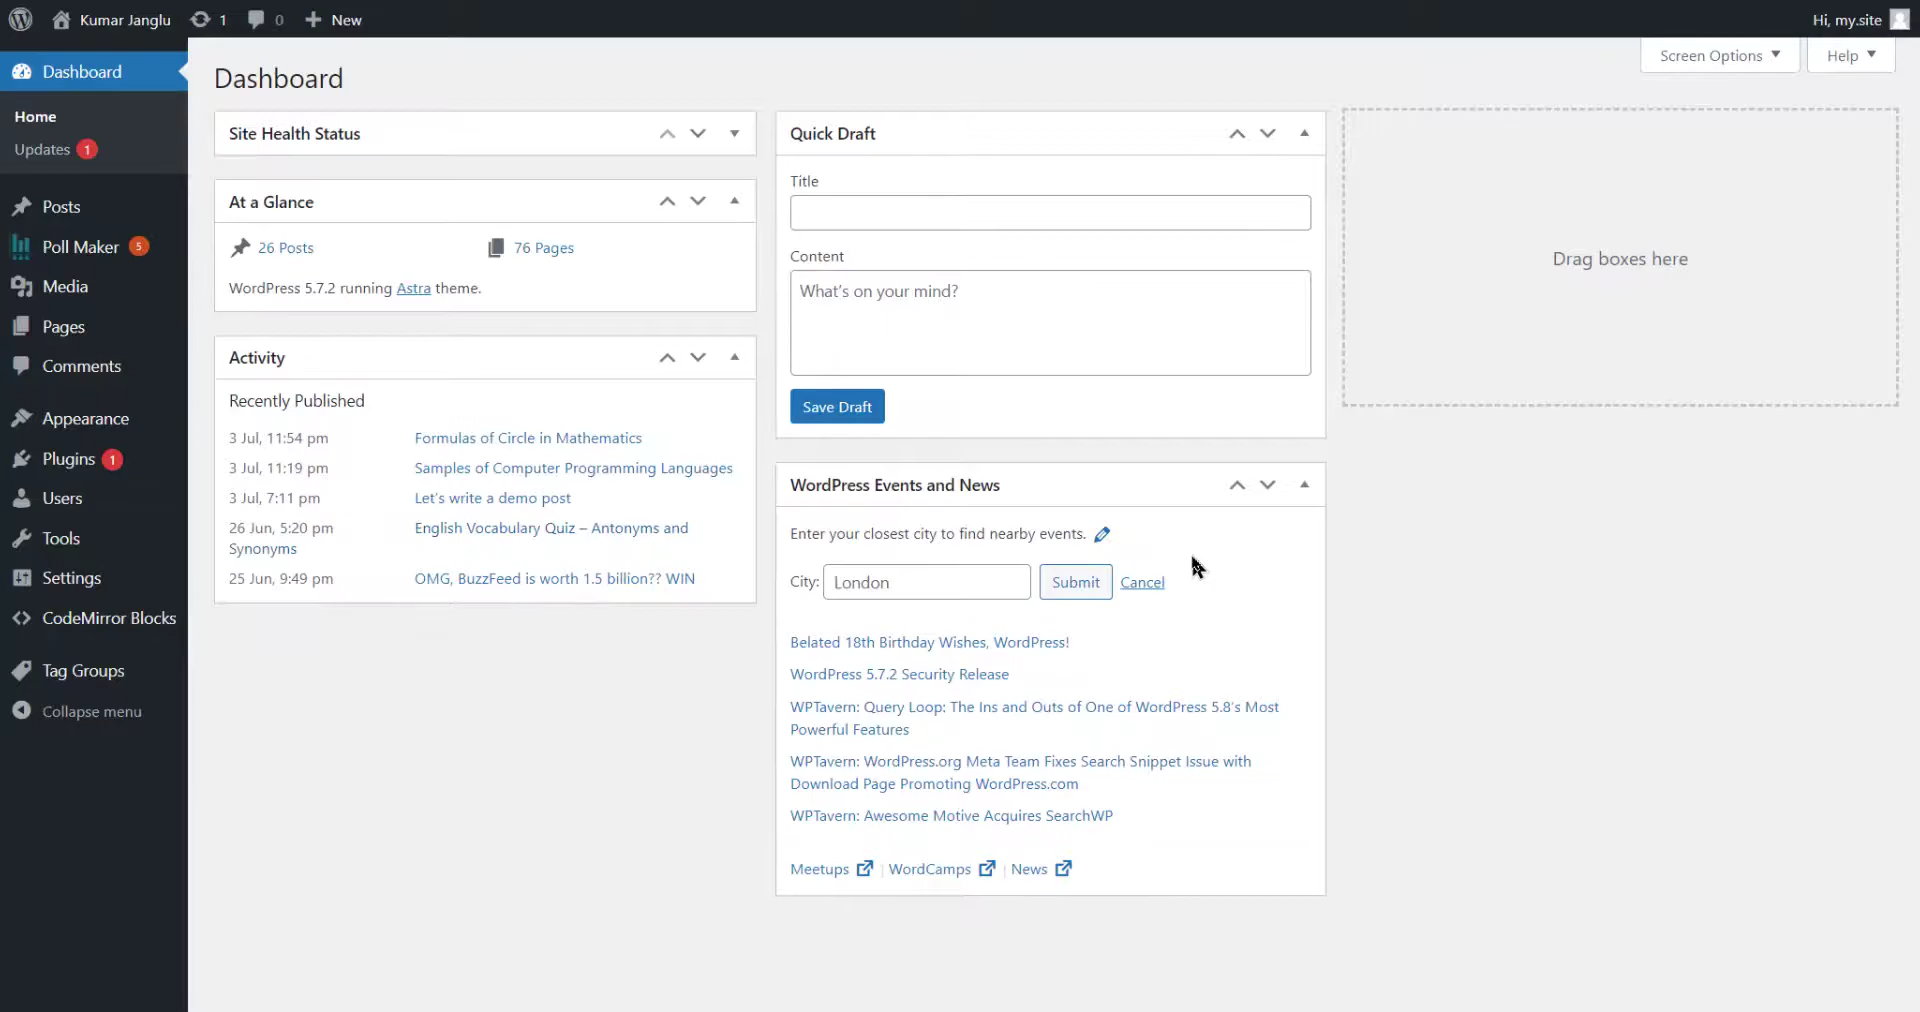 Kumar Janglu 1 0 New Hi, my.site
Screen Options Help
Dashboard
Home
Updates 1
Posts
Poll Maker 5
Media
Pages
Comments
Appearance
Plugins 1
Users
Tools
Settings
CodeMirror Blocks
Tag Groups
Collapse menu
Dashboard
Site Health Status
At a Glance
26 Posts 76 Pages
WordPress 5.7.2 running Astra theme.
Activity
Recently Published
3 Jul, 11:54 pm Formulas of Circle in Mathematics
3 Jul, 11:19 pm Samples of Computer Programming Languages
3 Jul, 7:11 pm Let's write a demo post
26 Jun, 5:20 pm English Vocabulary Quiz – Antonyms and
Synonyms
25 Jun, 9:49 pm OMG, BuzzFeed is worth 1.5 billion?? WIN
Quick Draft
Title
Content
What's on your mind?
Save Draft
WordPress Events and News
Enter your closest city to find nearby events.
City: London Submit Cancel
Belated 18th Birthday Wishes, WordPress!
WordPress 5.7.2 Security Release
WPTavern: Query Loop: The Ins and Outs of One of WordPress 5.8's Most
Powerful Features
WPTavern: WordPress.org Meta Team Fixes Search Snippet Issue with
Download Page Promoting WordPress.com
WPTavern: Awesome Motive Acquires SearchWP
Meetups | WordCamps | News
Drag boxes here